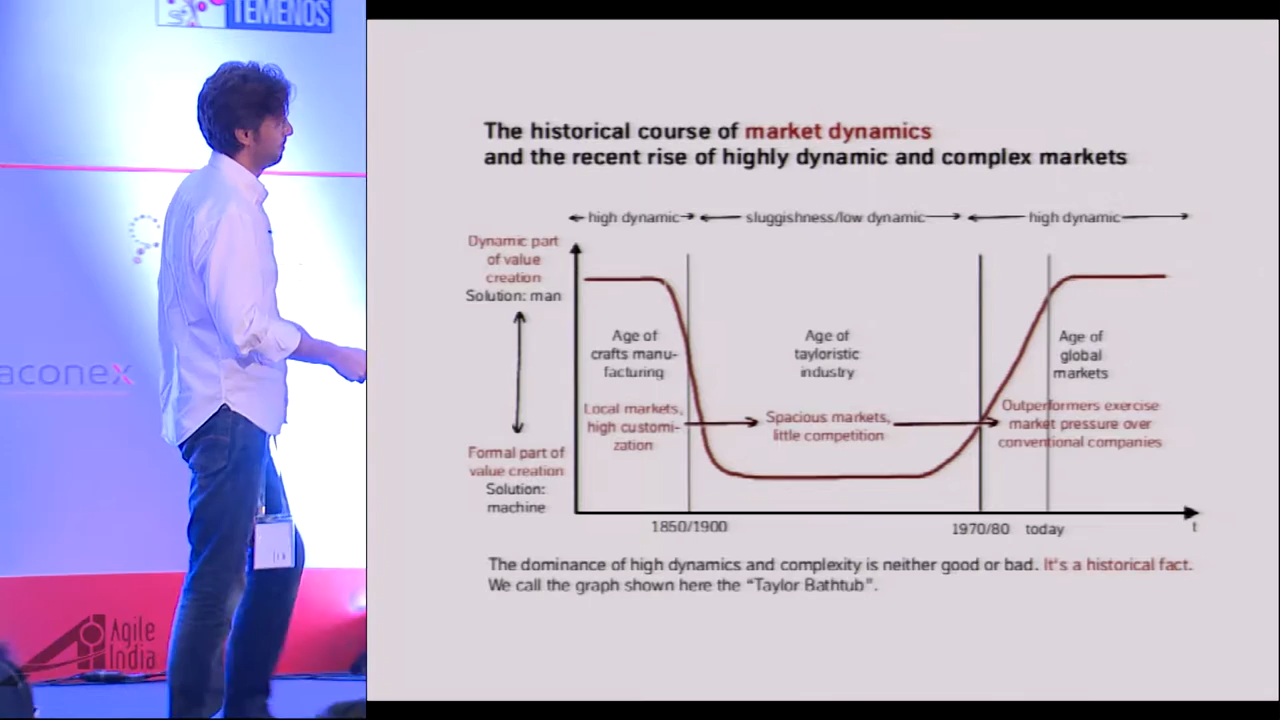 TEMENOS
aconex
Agile
India
The historical course of market dynamics
and the recent rise of highly dynamic and complex markets
high dynamic
sluggishness/low dynamic
high dynamic
Dynamic part
of value
creation
Solution: man
Formal part of
value creation
Solution:
machine
Age of
crafts manu-
facturing
Local markets,
high customi-
zation
Age of
tayloristic
industry
Spacious markets,
little competition
Age of
global
markets
Outperformers exercise
market pressure over
conventional companies
1850/1900
1970/80
today
t
The dominance of high dynamics and complexity is neither good or bad. It's a historical fact.
We call the graph shown here the “Taylor Bathtub”.